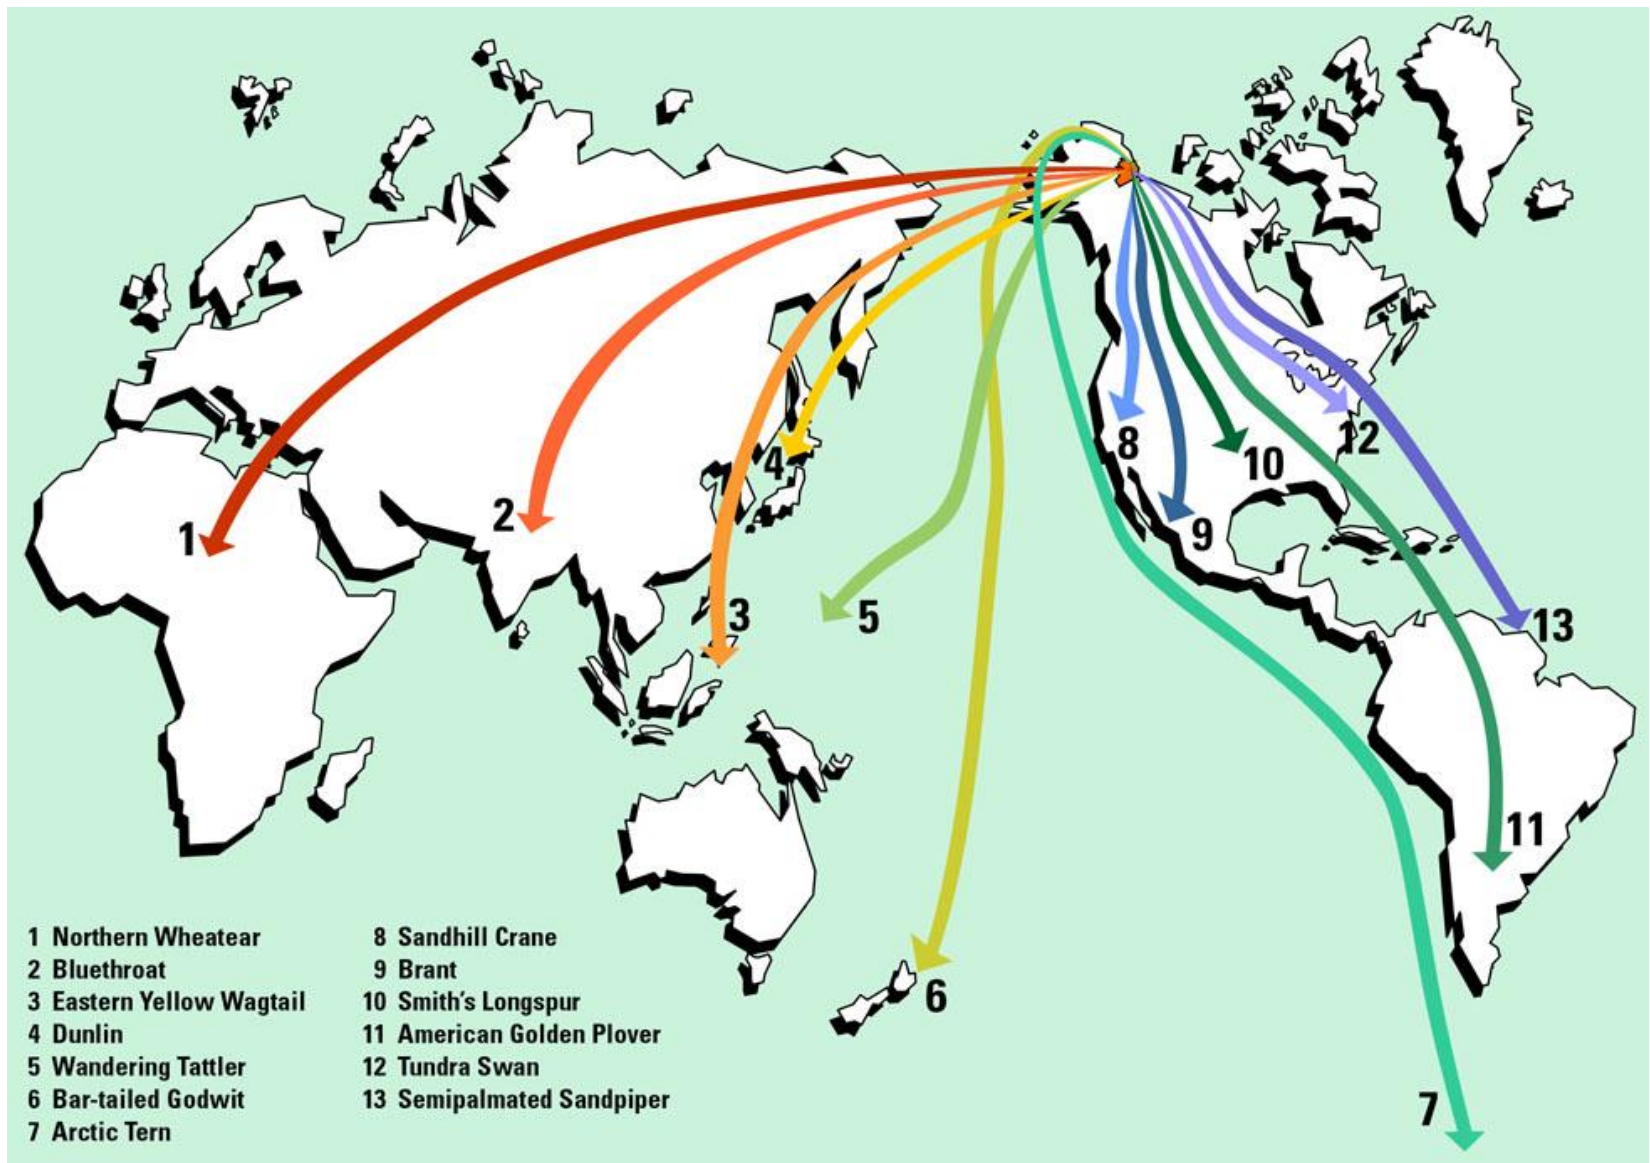 1
2
3
4
5
6
7
8
9
10
11
12
13
1 Northern Wheatear
2 Bluethroat
3 Eastern Yellow Wagtail
4 Dunlin
5 Wandering Tattler
6 Bar-tailed Godwit
7 Arctic Tern
8 Sandhill Crane
9 Brant
10 Smith's Longspur
11 American Golden Plover
12 Tundra Swan
13 Semipalmated Sandpiper